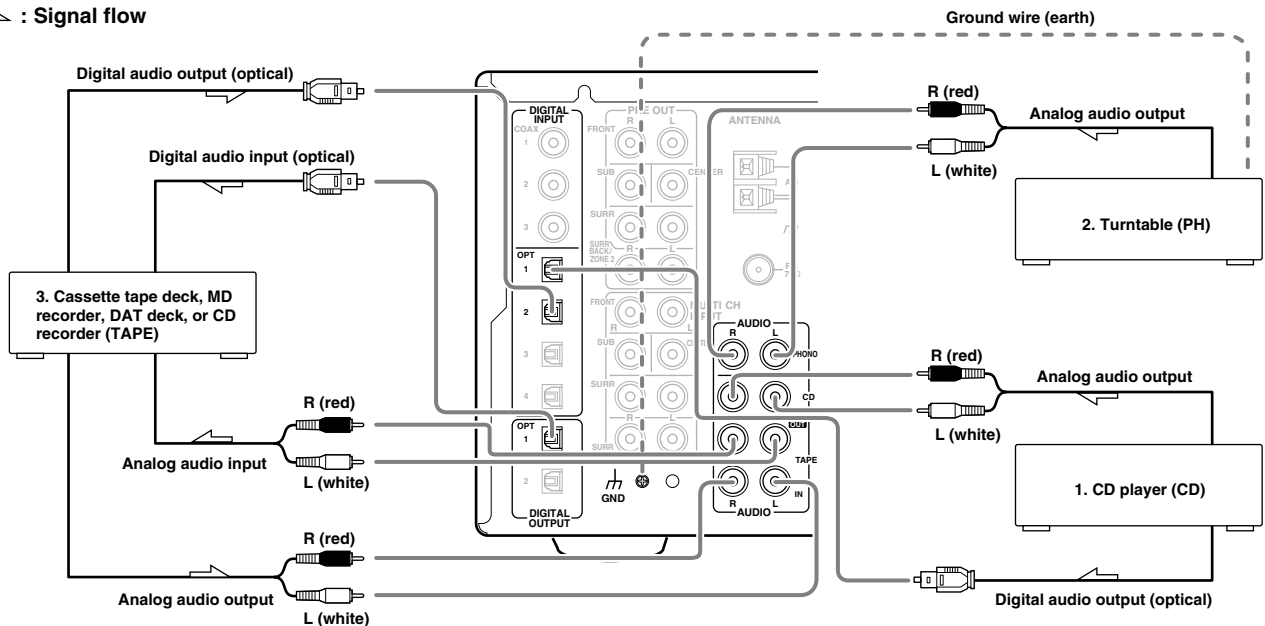 : Signal flow
Ground wire (earth)
Digital audio output (optical)
Digital audio input (optical)
3. Cassette tape deck, MD
recorder, DAT deck, or CD
recorder (TAPE)
R (red)
Analog audio input
L (white)
R (red)
Analog audio output
L (white)
DIGITAL
INPUT
COAX
1
2
3
OPT
1
2
3
4
OPT
1
2
DIGITAL
OUTPUT
PRE OUT
R L
FRONT
SUB
CENTER
SURR
SURR
BACK/
ZONE 2
R L
FRONT
MULTI CH
R L
SUB
SURR
R L
SURR
GND
ANTENNA
AUDIO
R L
PHONO
CD
OUT
TAPE
IN
R L
AUDIO
R (red)
Analog audio output
L (white)
2. Turntable (PH)
R (red)
Analog audio output
L (white)
1. CD player (CD)
Digital audio output (optical)